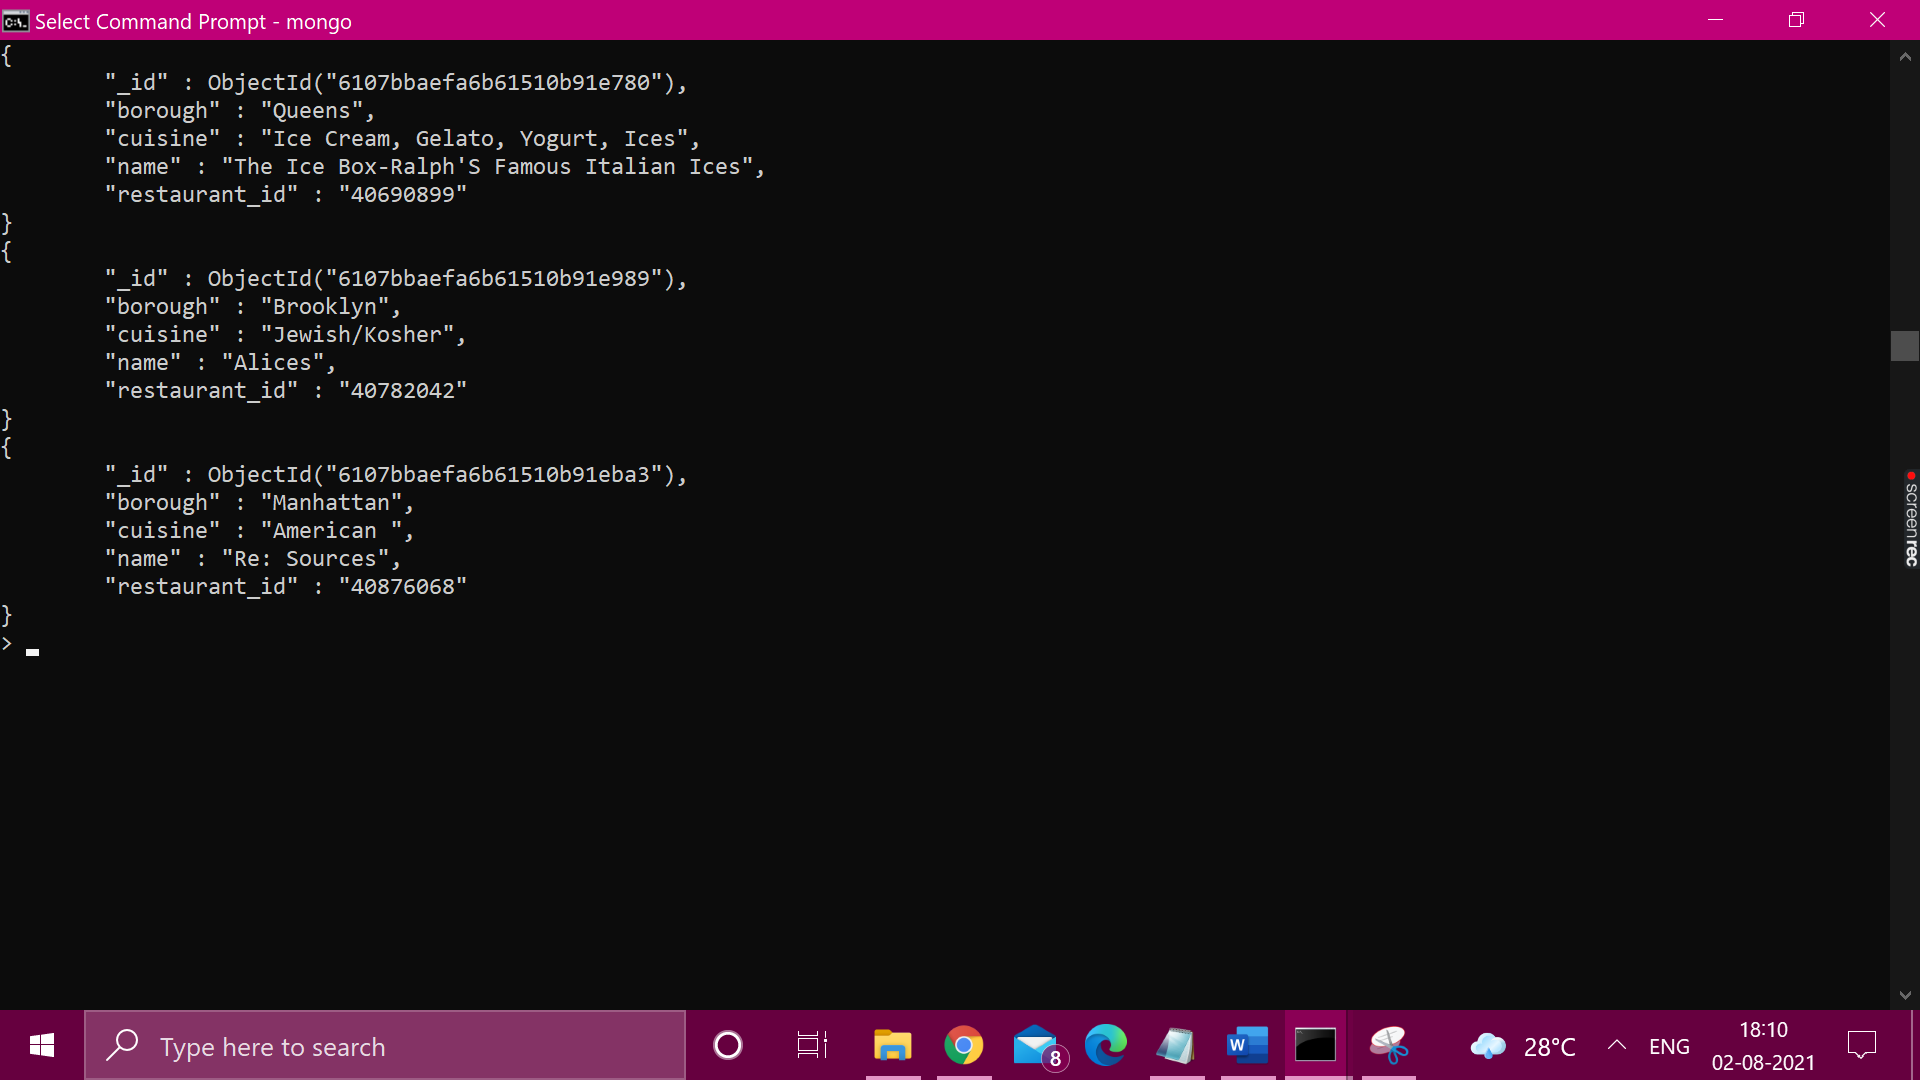 Select Command Prompt - mongo
{
"_id" : ObjectId("6107bbaefa6b61510b91e780"),
"borough" : "Queens",
"cuisine" : "Ice Cream, Gelato, Yogurt, Ices",
"name" : "The Ice Box-Ralph'S Famous Italian Ices",
"restaurant_id" : "40690899"
}
{
"_id" : ObjectId("6107bbaefa6b61510b91e989"),
"borough" : "Brooklyn",
"cuisine" : "Jewish/Kosher",
"name" : "Alices",
"restaurant_id" : "40782042"
}
{
"_id" : ObjectId("6107bbaefa6b61510b91eba3"),
"borough" : "Manhattan",
"cuisine" : "American ",
"name" : "Re: Sources",
"restaurant_id" : "40876068"
}
>
screenrec
Type here to search
8
W
28°C
ENG
18:10
02-08-2021